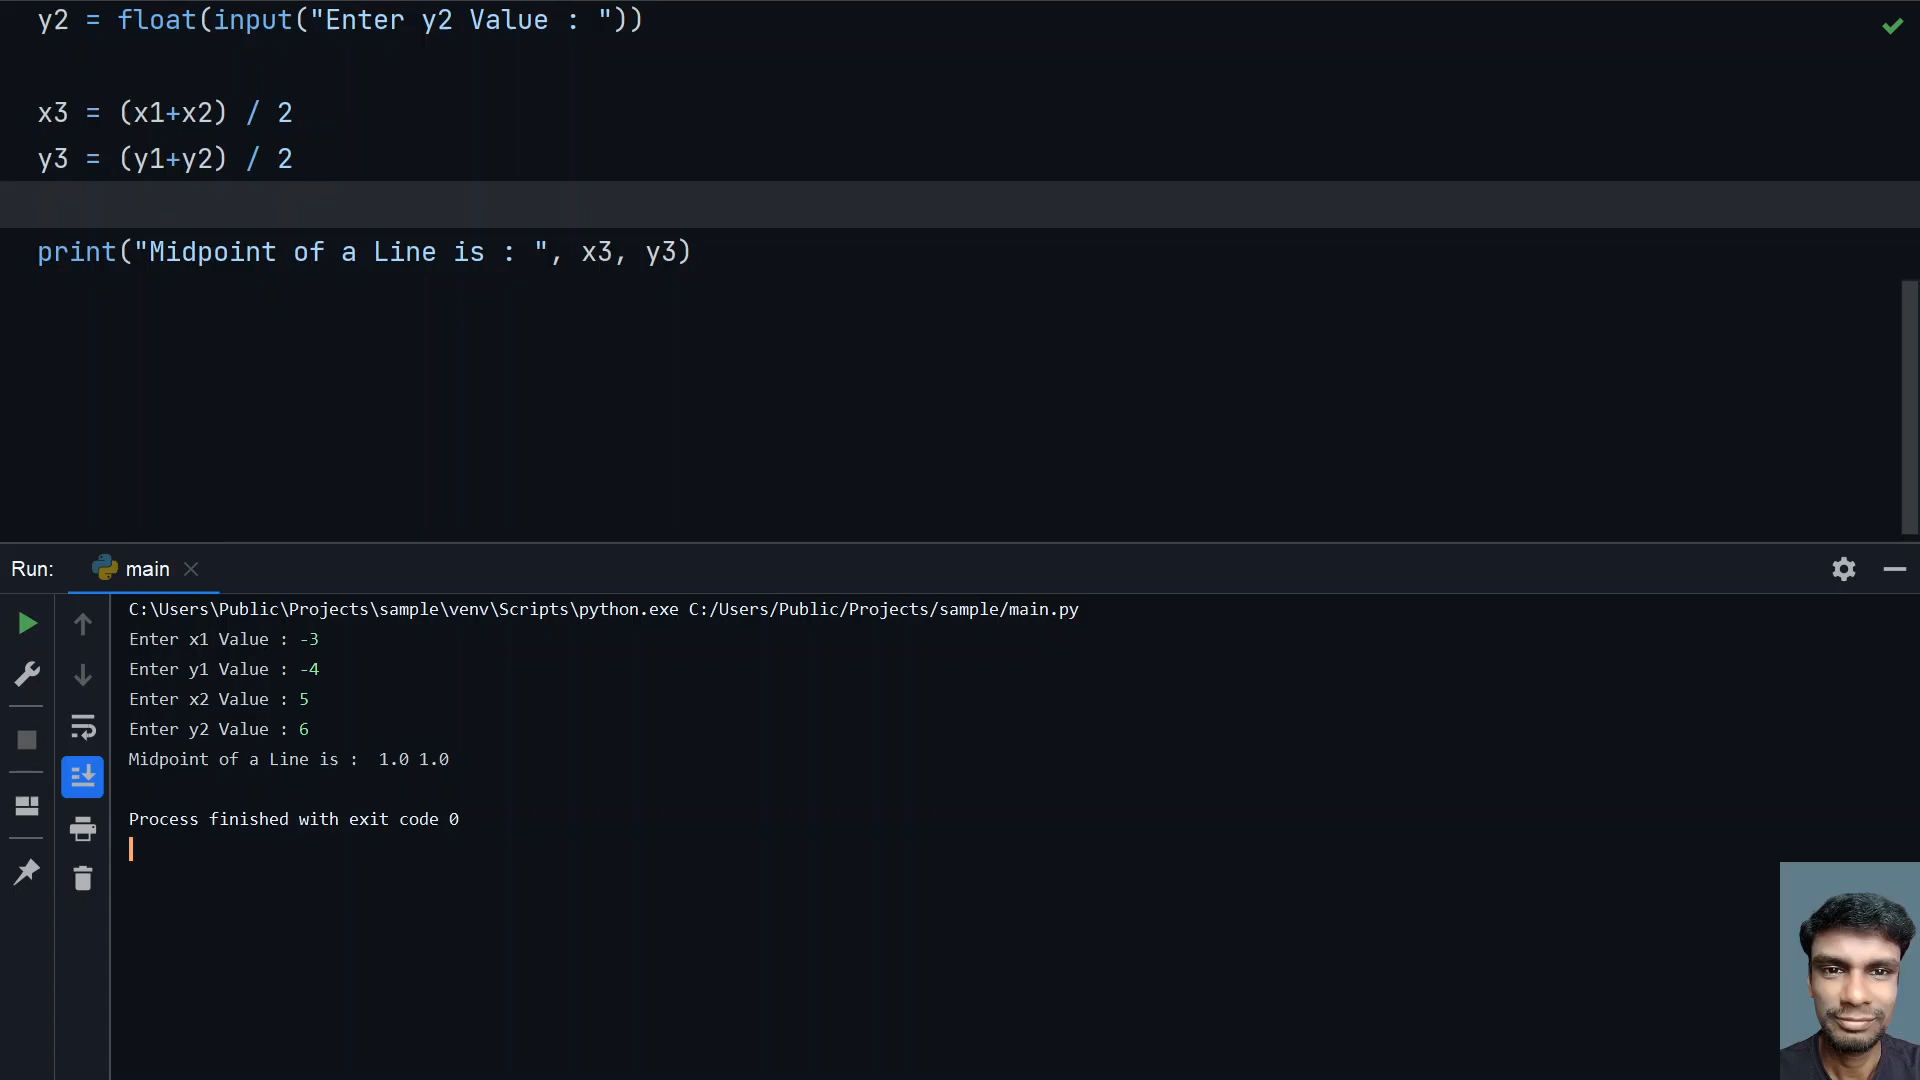 y2 = float(input("Enter y2 Value : "))
x3 = (x1+x2) / 2
y3 = (y1+y2) / 2
print("Midpoint of a Line is : ", x3, y3)
Run: main
C:\Users\Public\Projects\sample\venv\Scripts\python.exe C:/Users/Public/Projects/sample/main.py
Enter x1 Value : -3
Enter y1 Value : -4
Enter x2 Value : 5
Enter y2 Value : 6
Midpoint of a Line is :  1.0 1.0
Process finished with exit code 0